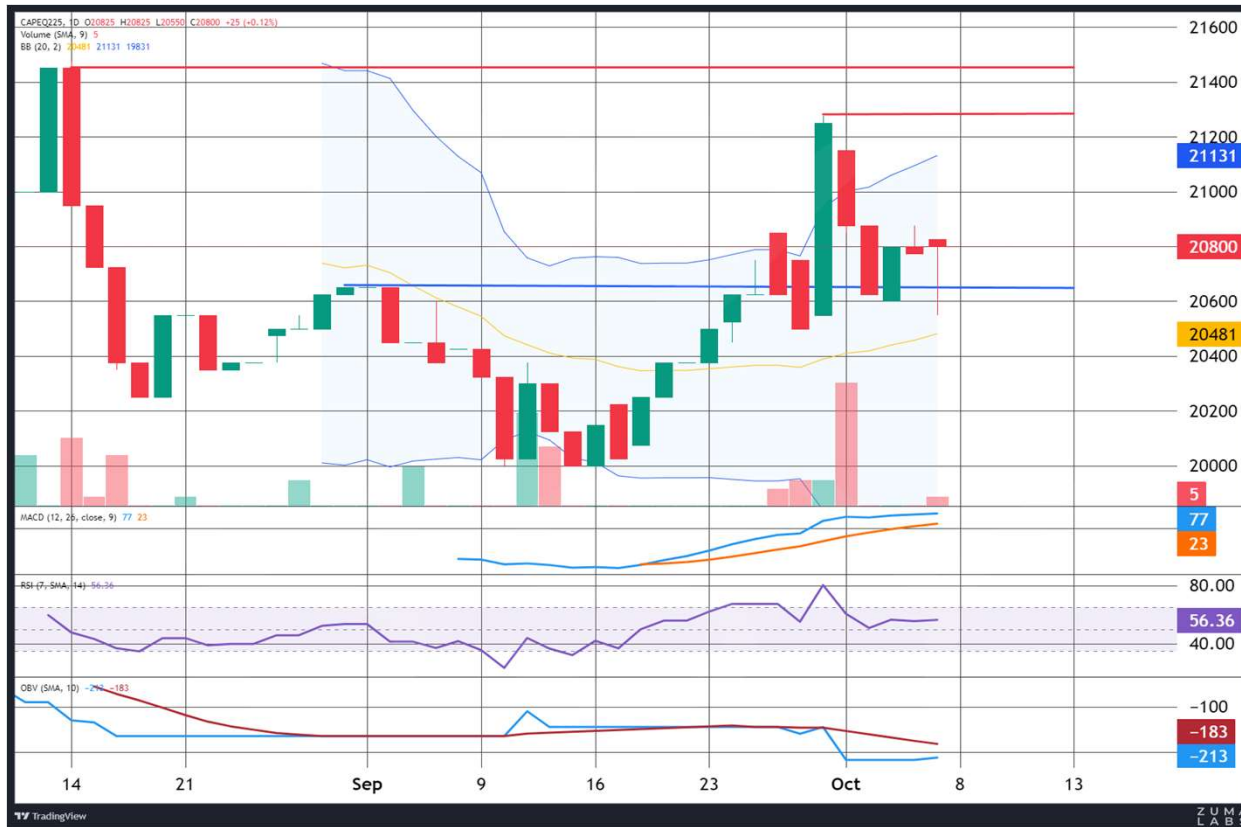 CAPEQ225, 1D O20825 H20825 L20550 C20800 +25 (+0.12%)
Volume (SMA, 9) 5
BB (20, 2) 20481 21131 19831
21600
21400
21200
21131
21000
20800
20600
20481
20400
20200
20000
5
MACD (12, 26, close, 9) 77 23
77
23
RSI (7, SMA, 14) 56.36
80.00
56.36
40.00
OBV (SMA, 10) -213 -183
-100
-183
-213
14 21 Sep 9 16 23 Oct 8 13
TradingView
ZUMA
LABS